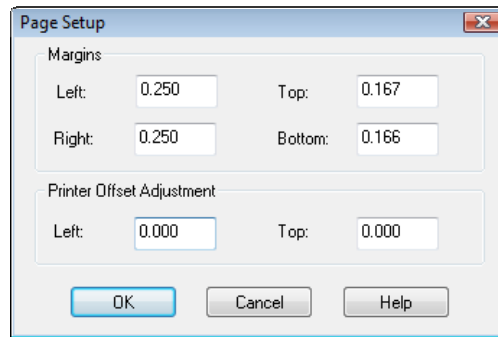 Page Setup
Margins
Left: 0.250 Top: 0.167
Right: 0.250 Bottom: 0.166
Printer Offset Adjustment
Left: 0.000 Top: 0.000
OK Cancel Help